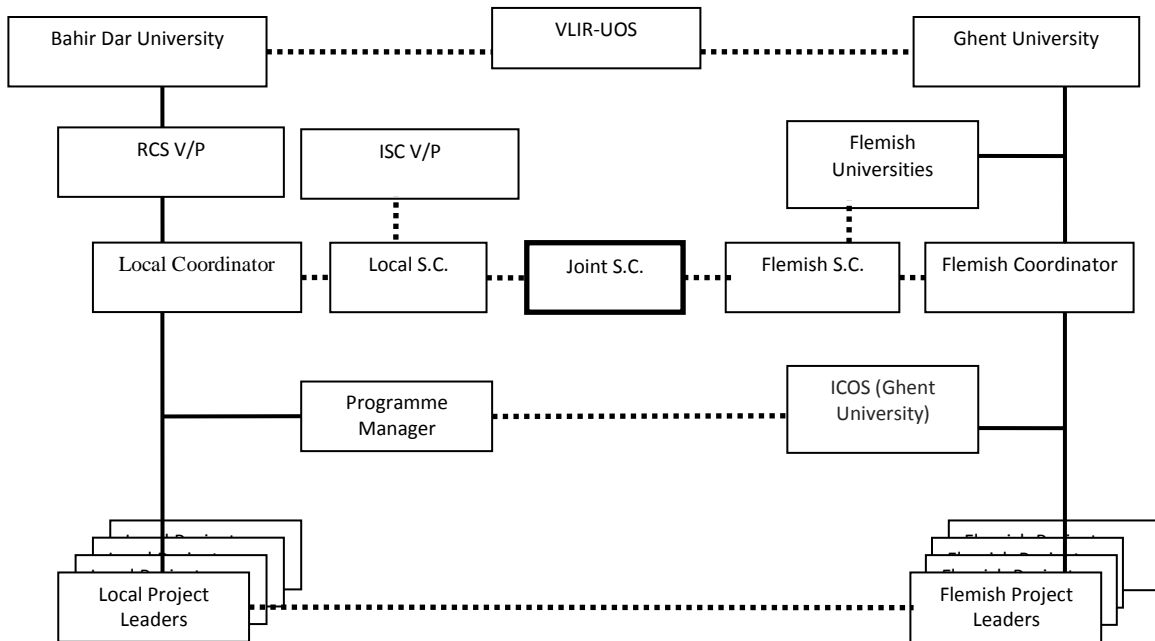 VLIR-UOS
Bahir Dar University
Ghent University
RCS V/P
ISC V/P
Flemish
Universities
Local Coordinator
Local S.C.
Joint S.C.
Flemish S.C.
Flemish Coordinator
Programme
Manager
ICOS (Ghent
University)
Local Project
Leaders
Flemish Project
Leaders